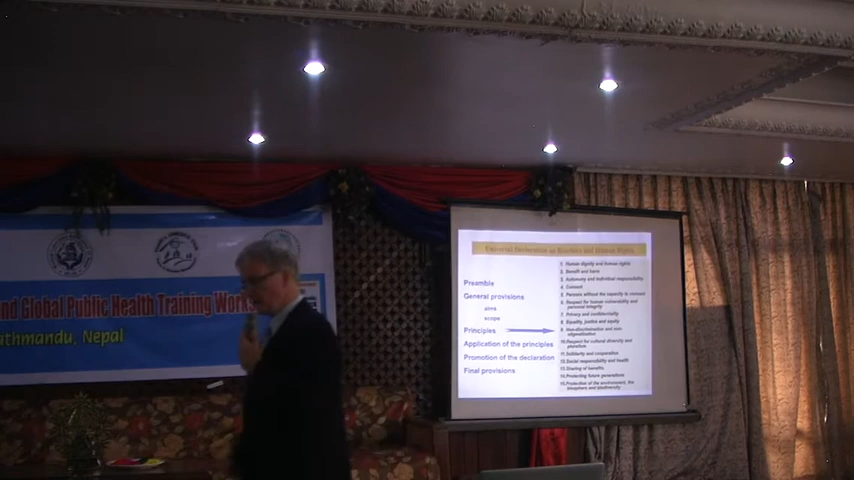 nd Global Public Health Training Work
athmandu, Nepal
Universal Declaration on Bioethics and Human Rights
Preamble
General provisions
aims
scope
Principles
Application of the principles
Promotion of the declaration
Final provisions
1. Human dignity and human rights
2. Benefit and harm
3. Autonomy and individual responsibility
4. Consent
5. Persons without the capacity to consent
6. Respect for human vulnerability and
personal integrity
7. Privacy and confidentiality
8. Equality, justice and equity
9. Non-discrimination and non-
stigmatization
10. Respect for cultural diversity and
pluralism
11. Solidarity and cooperation
12. Social responsibility and health
13. Sharing of benefits
14. Protecting future generations
15. Protection of the environment, the
biosphere and biodiversity